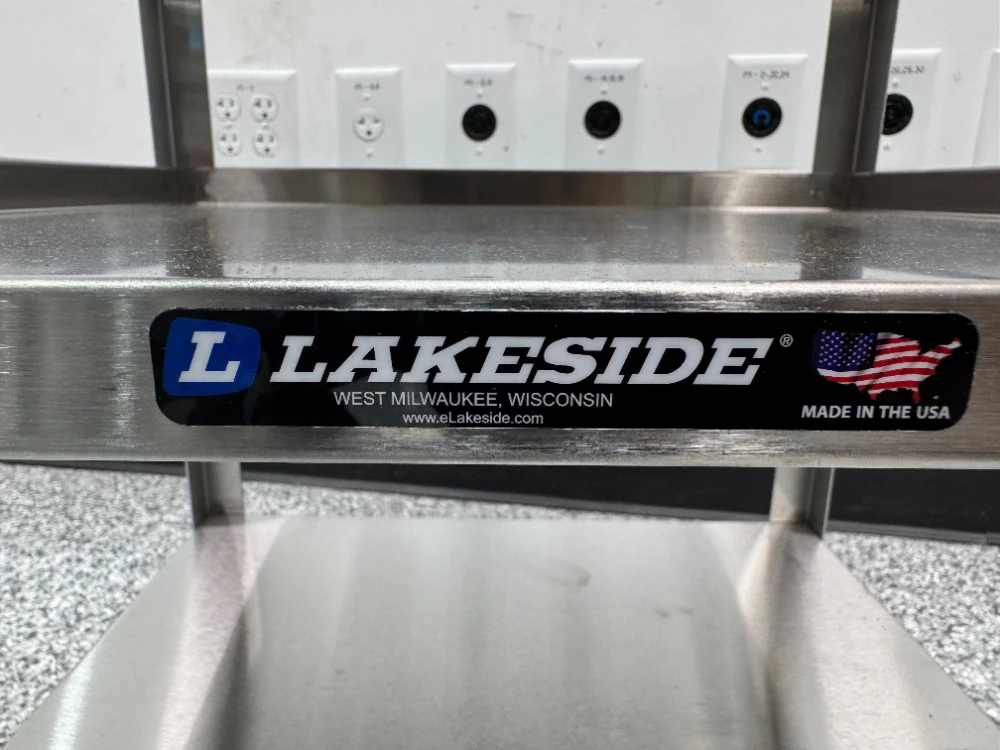 L LAKESIDE®
WEST MILWAUKEE, WISCONSIN
www.eLakeside.com
MADE IN THE USA